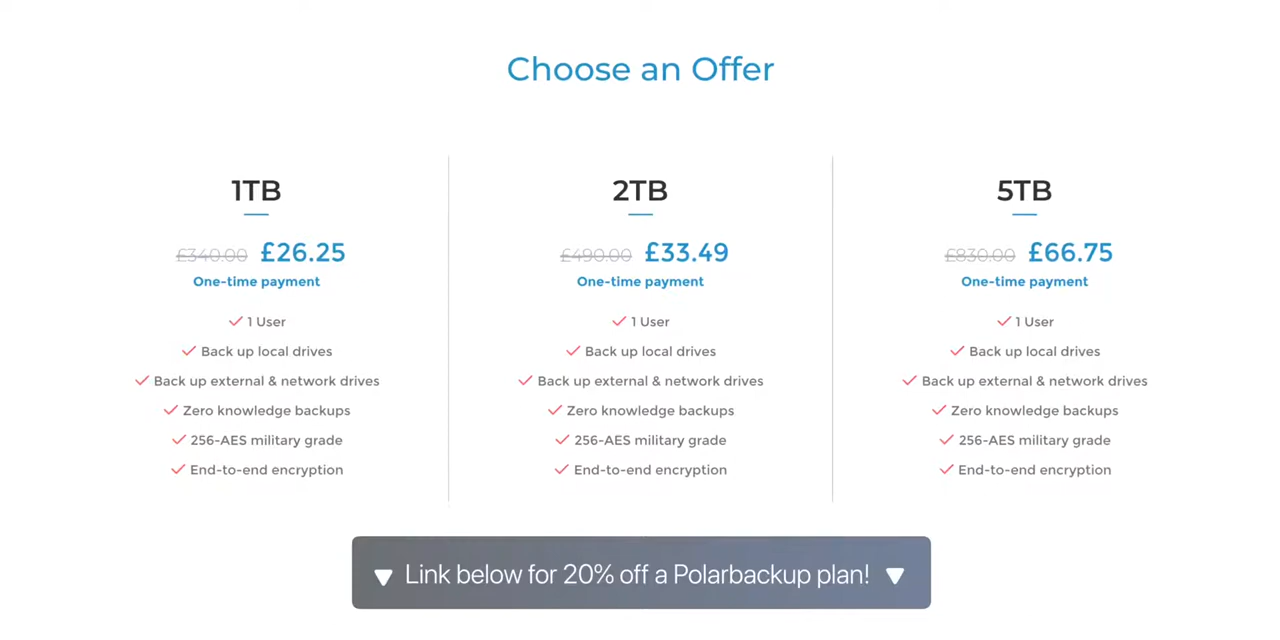 Choose an Offer
1TB
£340.00 £26.25
One-time payment
1 User
Back up local drives
Back up external & network drives
Zero knowledge backups
256-AES military grade
End-to-end encryption
2TB
£490.00 £33.49
One-time payment
1 User
Back up local drives
Back up external & network drives
Zero knowledge backups
256-AES military grade
End-to-end encryption
5TB
£830.00 £66.75
One-time payment
1 User
Back up local drives
Back up external & network drives
Zero knowledge backups
256-AES military grade
End-to-end encryption
Link below for 20% off a Polarbackup plan!